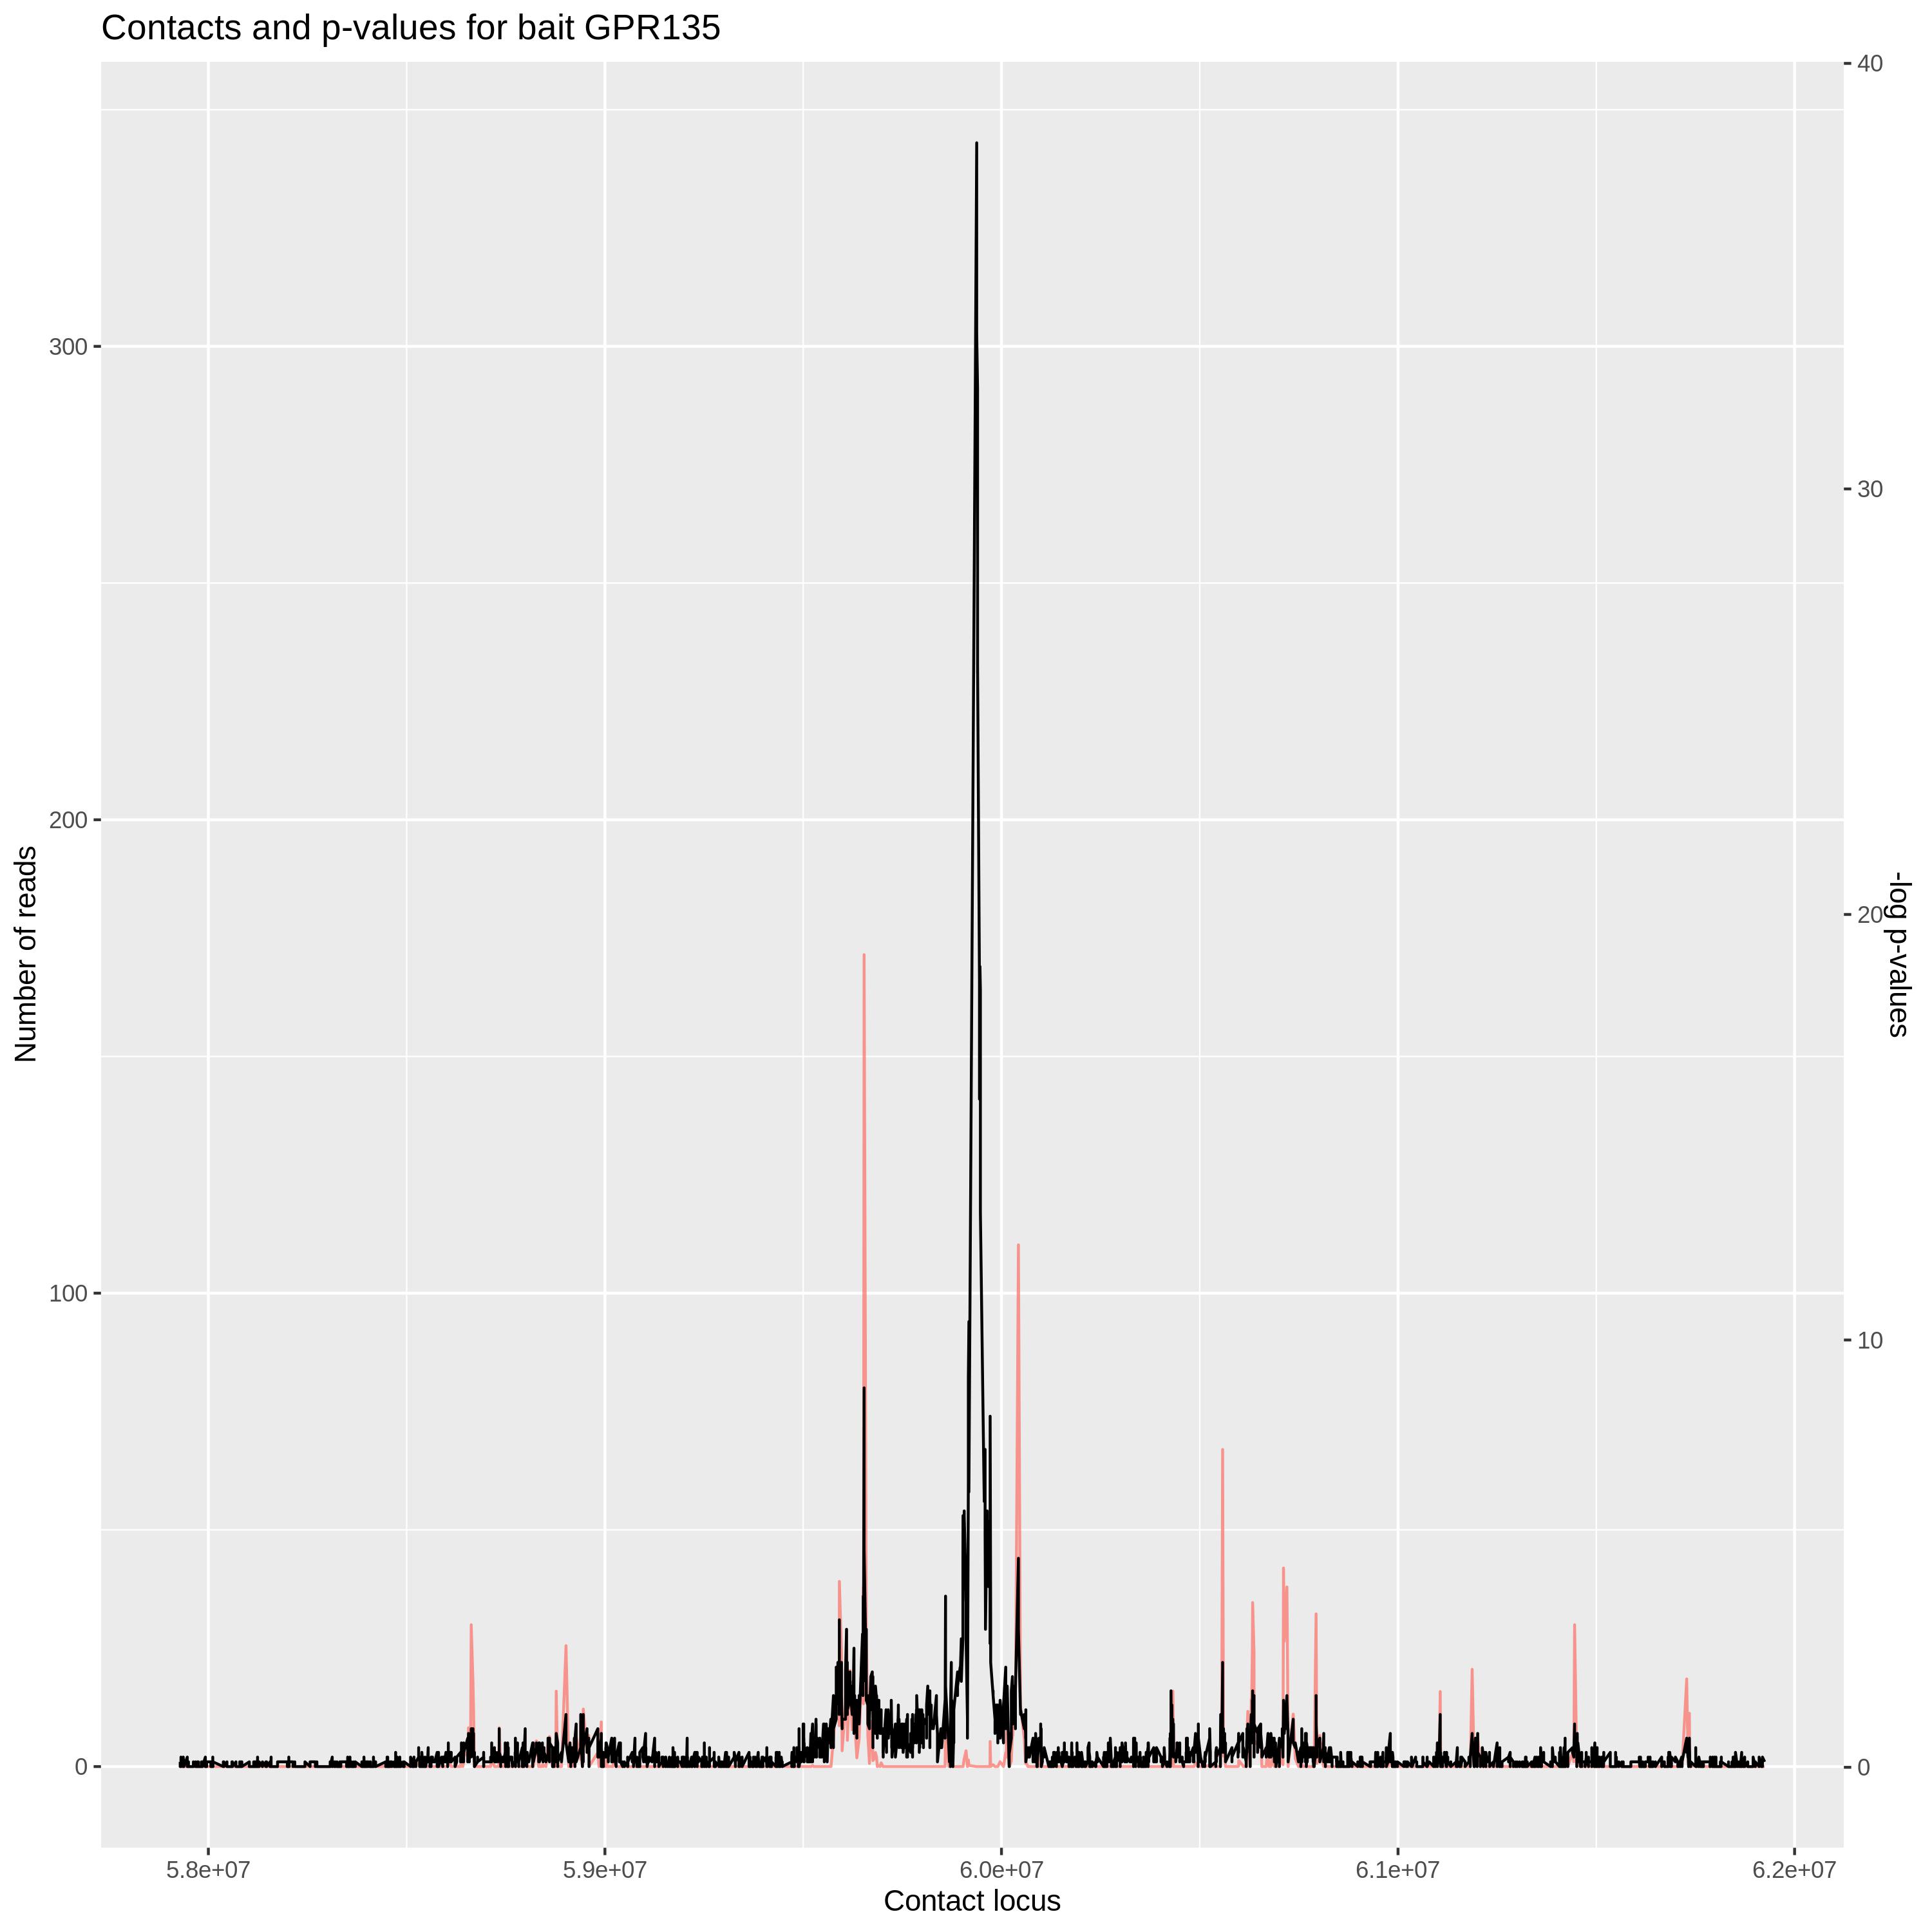 Contacts and p-values for bait GPR135
40
30
20
10
0
300
200
100
0
Number of reads
-log p-values
5.8e+07 5.9e+07 6.0e+07 6.1e+07 6.2e+07
Contact locus